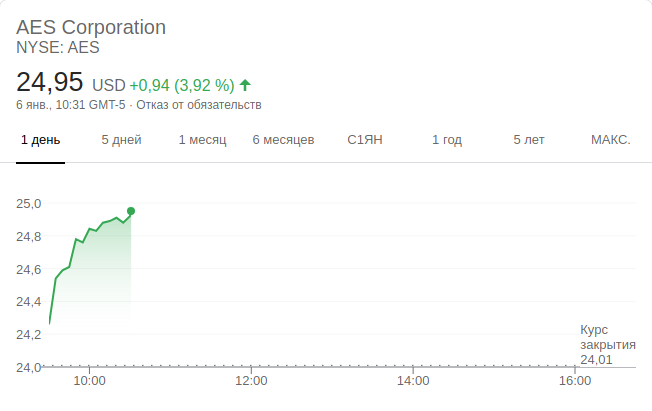 AES Corporation
NYSE: AES
24,95 USD +0,94 (3,92 %)
6 янв., 10:31 GMT-5 · Отказ от обязательств
1 день 5 дней 1 месяц 6 месяцев С1ЯН 1 год 5 лет МАКС.
25,0
24,8
24,6
24,4
24,2
24,0
Курс
закрытия
24,01
10:00 12:00 14:00 16:00